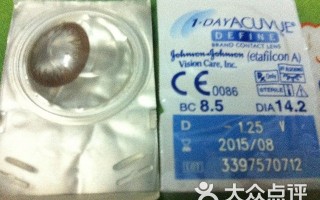 1-DAY ACUVUE®
DEFINE
BRAND CONTACT LENS
Johnson & Johnson (etafilcon A)
Vision Care, Inc.
CE 0086
BC 8.5 DIA 14.2
D -1.25 V
2015/08
LOT 3397570712
大众点评